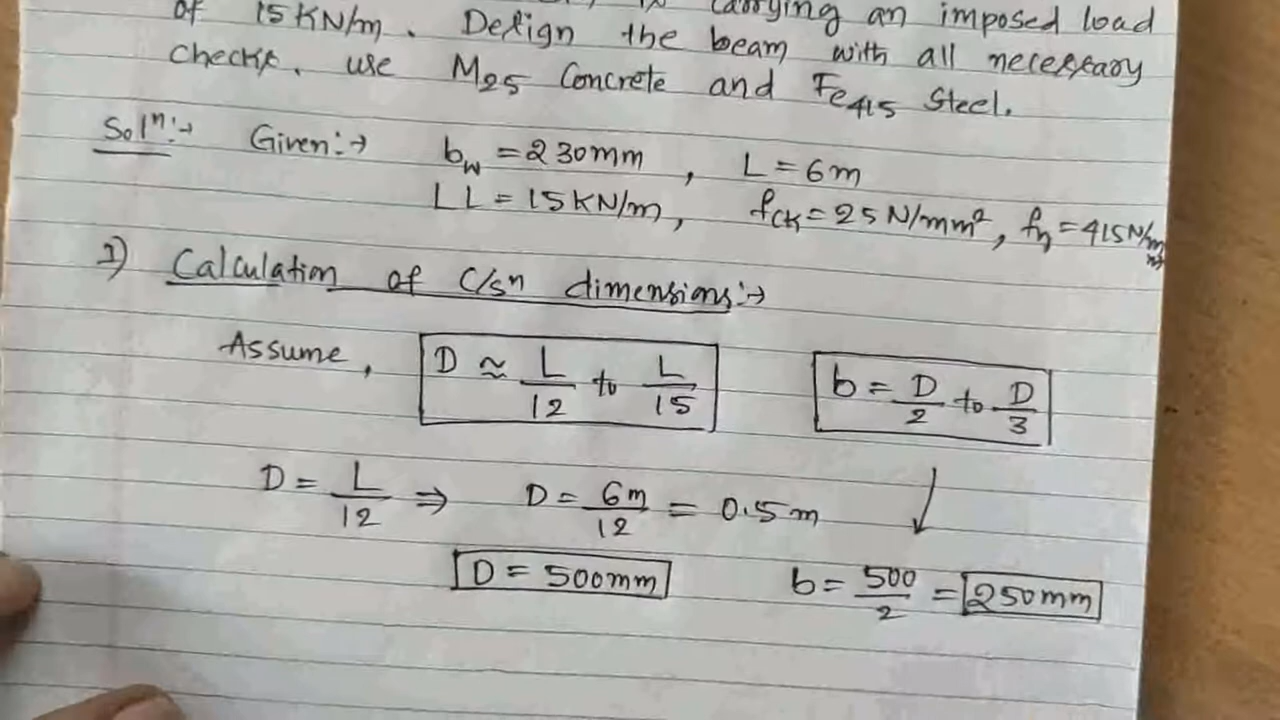 of 15 KN/m. Design the beam with all necessary
carrying an imposed load
checks. use M25 Concrete and Fe415 Steel.
Solⁿ:→ Given:→ bw = 230mm, L = 6m
LL = 15KN/m, fck = 25 N/mm², fy = 415N/mm²
1) Calculation of C/sⁿ dimensions:→
Assume, D ≈ L/12 to L/15 b = D/2 to D/3
D = L/12 ⇒ D = 6m/12 = 0.5m ↓
D = 500mm b = 500/2 = 250mm